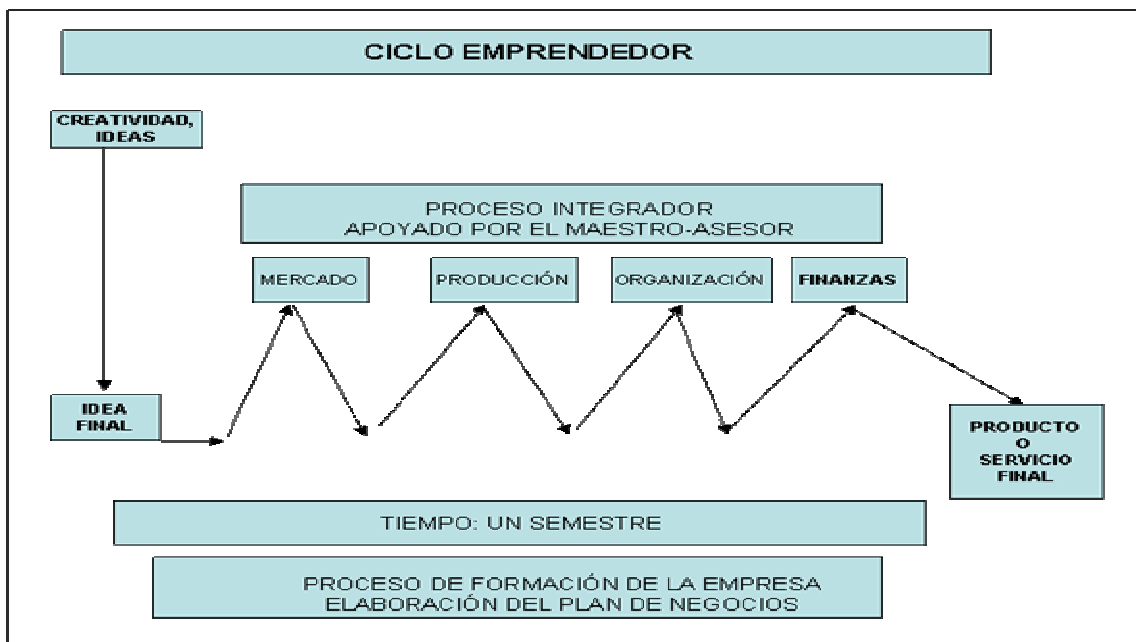 CICLO EMPRENDEDOR
CREATIVIDAD,
IDEAS
PROCESO INTEGRADOR
APOYADO POR EL MAESTRO-ASESOR
MERCADO
PRODUCCIÓN
ORGANIZACIÓN
FINANZAS
IDEA
FINAL
PRODUCTO
O
SERVICIO
FINAL
TIEMPO: UN SEMESTRE
PROCESO DE FORMACIÓN DE LA EMPRESA
ELABORACIÓN DEL PLAN DE NEGOCIOS